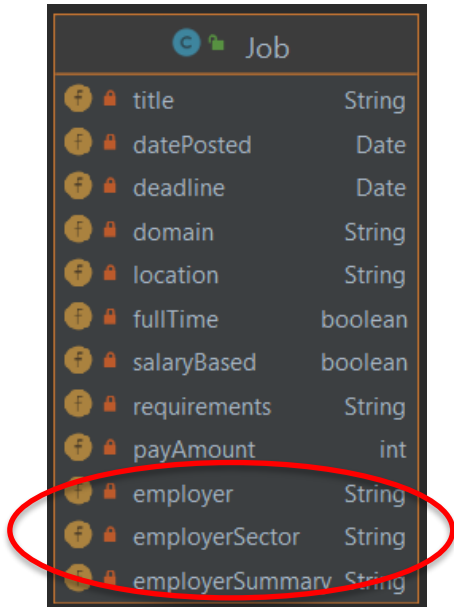 C Job
f title String
f datePosted Date
f deadline Date
f domain String
f location String
f fullTime boolean
f salaryBased boolean
f requirements String
f payAmount int
f employer String
f employerSector String
f employerSummary String